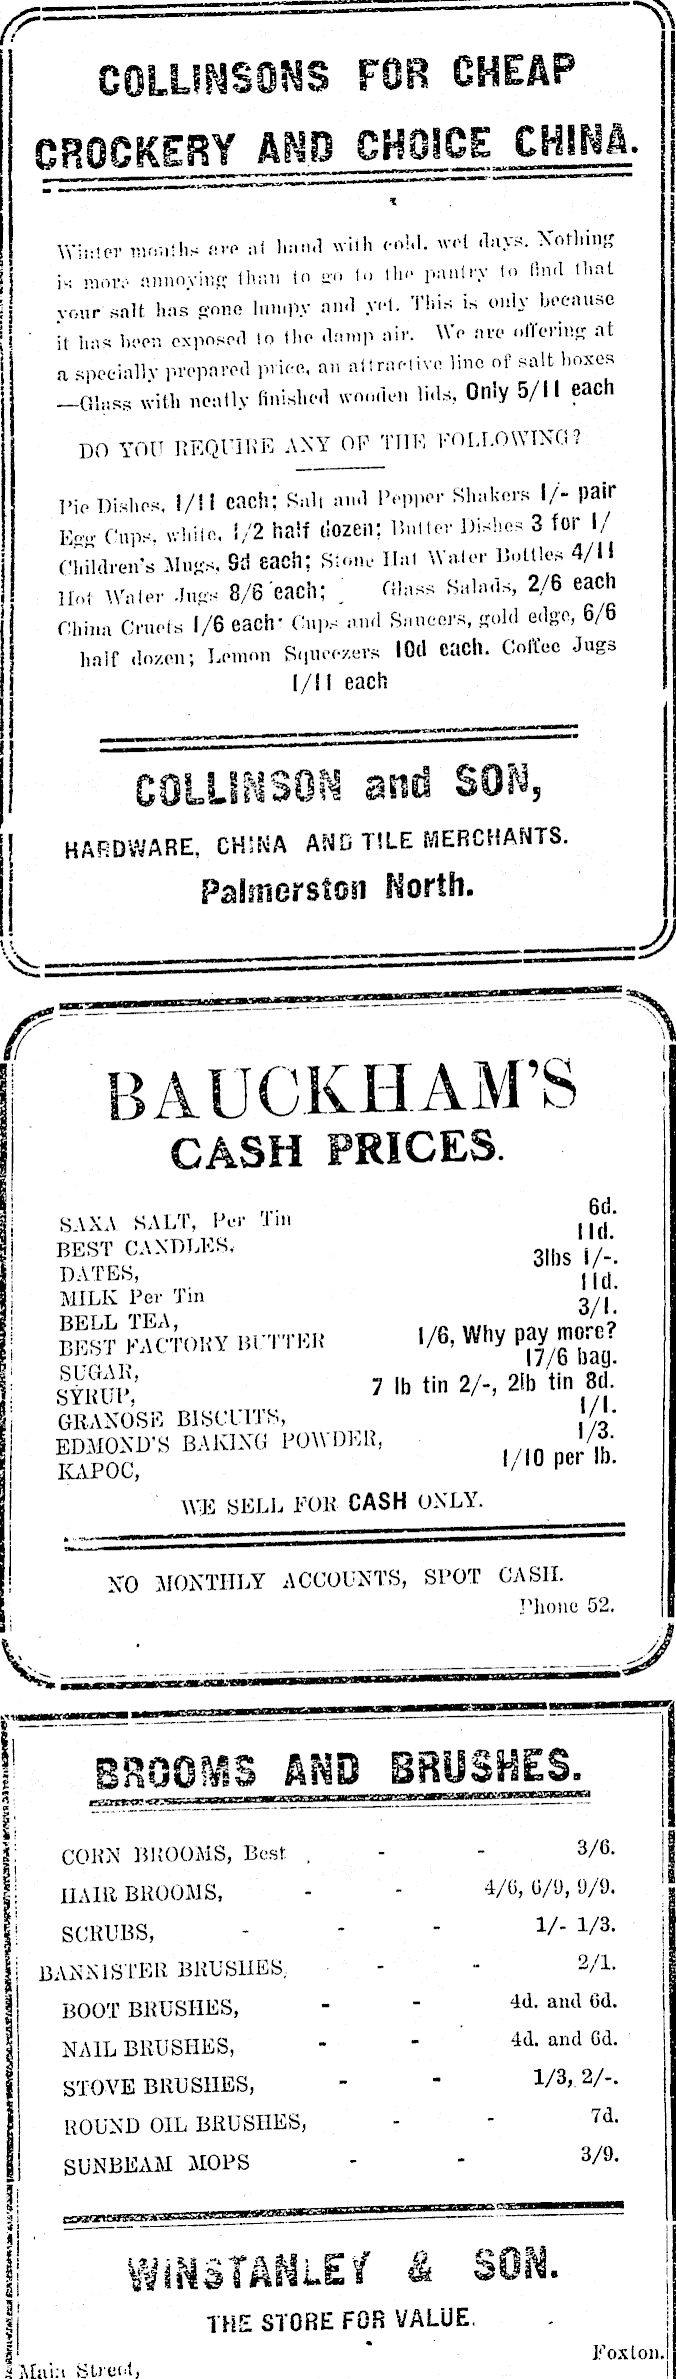 COLLINSONS FOR CHEAP
CROCKERY AND CHOICE CHINA.
Winter months are at hand with cold, wet days. Nothing
is more annoying than to go to the pantry to find that
your salt has gone lumpy and yet. This is only because
it has been exposed to the damp air. We are offering at
a specially prepared price, an attractive line of salt boxes
—Glass with neatly finished wooden lids, Only 5/11 each
DO YOU REQUIRE ANY OF THE FOLLOWING?
Pie Dishes, 1/11 each; Salt and Pepper Shakers 1/- pair
Egg Cups, white, 1/2 half dozen; Butter Dishes 3 for 1/
Children's Mugs, 9d each; Stone Hat Water Bottles 4/11
Hot Water Jugs 8/6 each; Glass Salads, 2/6 each
China Cruets 1/6 each· Cups and Saucers, gold edge, 6/6
half dozen; Lemon Squeezers 10d each. Coffee Jugs
1/11 each
COLLINSON and SON,
HARDWARE, CHINA AND TILE MERCHANTS.
Palmerston North.
BAUCKHAM'S
CASH PRICES.
SAXA SALT, Per Tin 6d.
BEST CANDLES, 11d.
DATES, 3lbs 1/-.
MILK Per Tin 11d.
BELL TEA, 3/1.
BEST FACTORY BUTTER 1/6, Why pay more?
SUGAR, 17/6 bag.
SYRUP, 7 lb tin 2/-, 2lb tin 8d.
GRANOSE BISCUITS, 1/1.
EDMOND'S BAKING POWDER, 1/3.
KAPOC, 1/10 per lb.
WE SELL FOR CASH ONLY.
NO MONTHLY ACCOUNTS, SPOT CASH.
Phone 52.
BROOMS AND BRUSHES.
CORN BROOMS, Best - - 3/6.
HAIR BROOMS, - - 4/6, 6/9, 9/9.
SCRUBS, - - - 1/- 1/3.
BANNISTER BRUSHES, - - 2/1.
BOOT BRUSHES, - - 4d. and 6d.
NAIL BRUSHES, - - 4d. and 6d.
STOVE BRUSHES, - - 1/3, 2/-.
ROUND OIL BRUSHES, - - 7d.
SUNBEAM MOPS - - 3/9.
WINSTANLEY & SON.
THE STORE FOR VALUE.
Foxton.
Main Street,